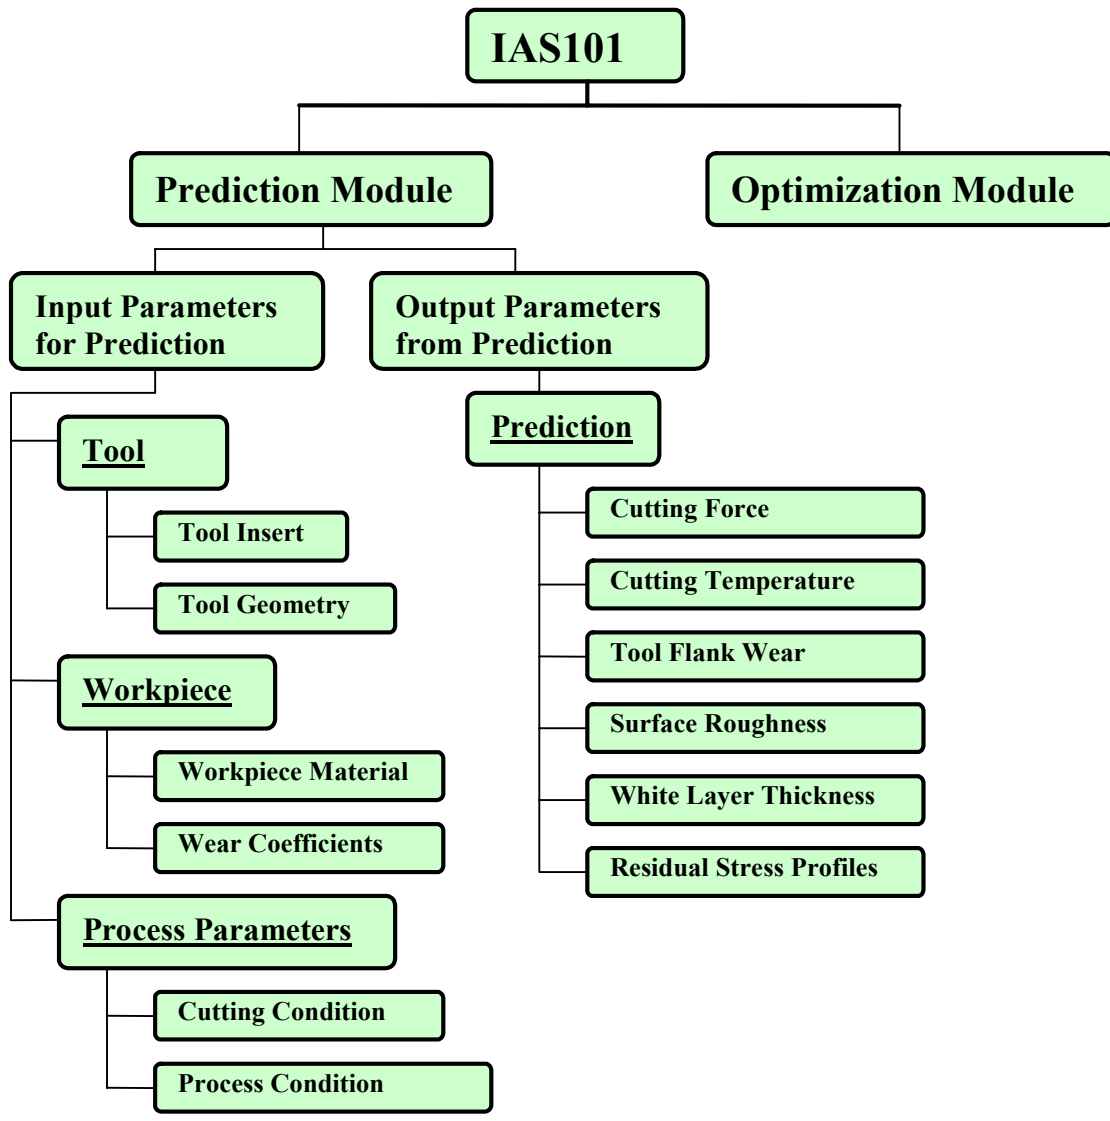 IAS101
Prediction Module
Optimization Module
Input Parameters
for Prediction
Output Parameters
from Prediction
Prediction
Tool
Cutting Force
Tool Insert
Cutting Temperature
Tool Geometry
Tool Flank Wear
Workpiece
Surface Roughness
Workpiece Material
White Layer Thickness
Wear Coefficients
Residual Stress Profiles
Process Parameters
Cutting Condition
Process Condition